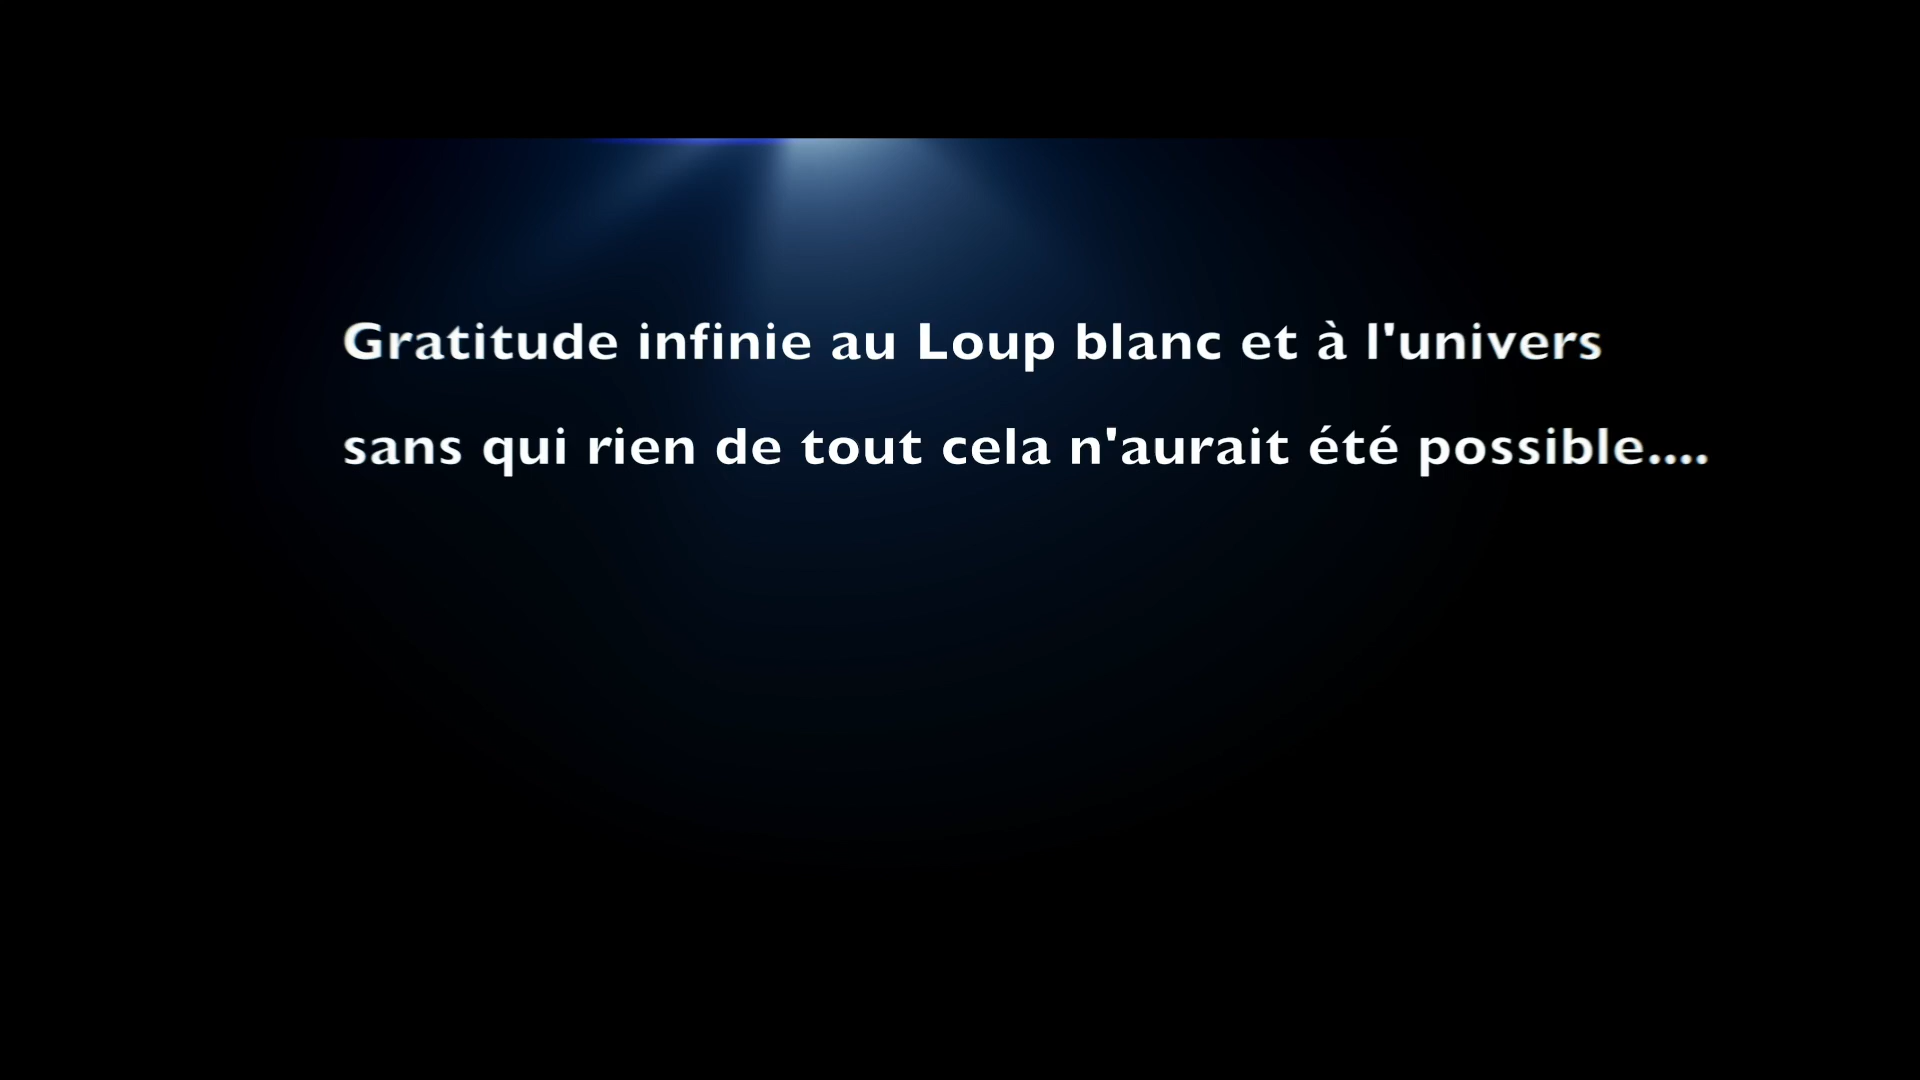 Gratitude infinie au Loup blanc et à l'univers
sans qui rien de tout cela n'aurait été possible....